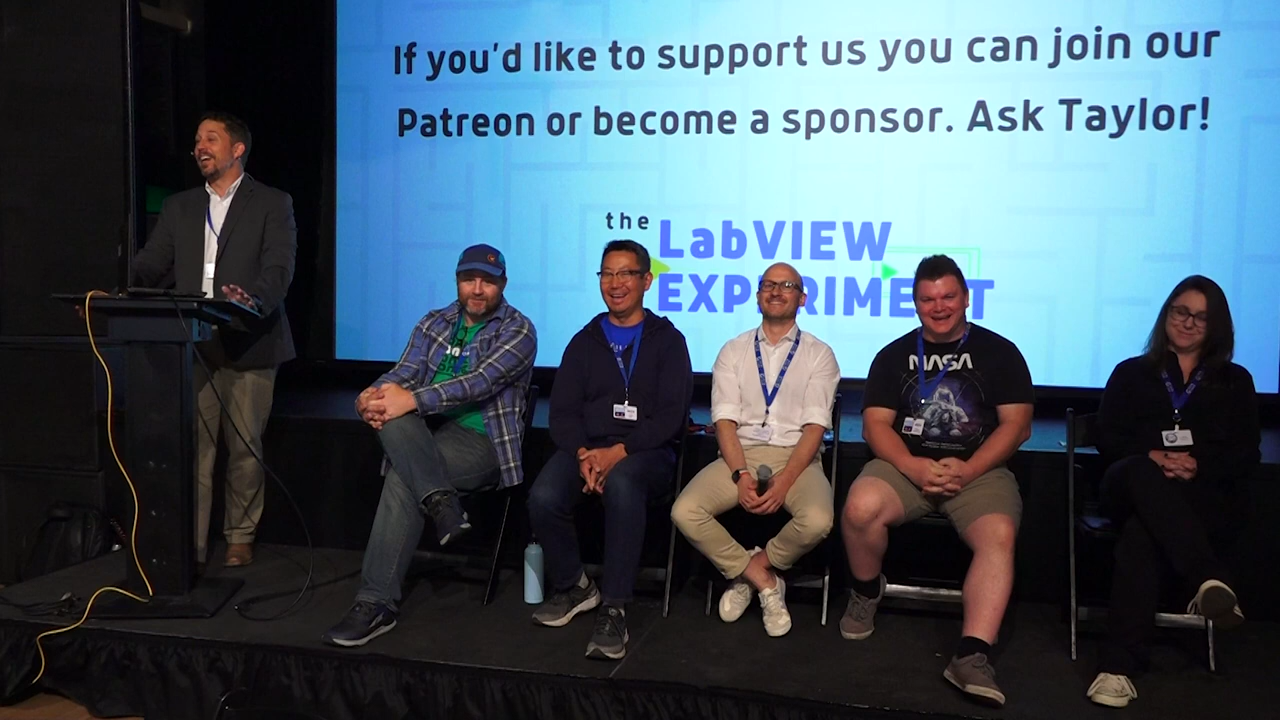 If you'd like to support us you can join our
Patreon or become a sponsor. Ask Taylor!
the
LabVIEW
EXPERIMENT
NASA